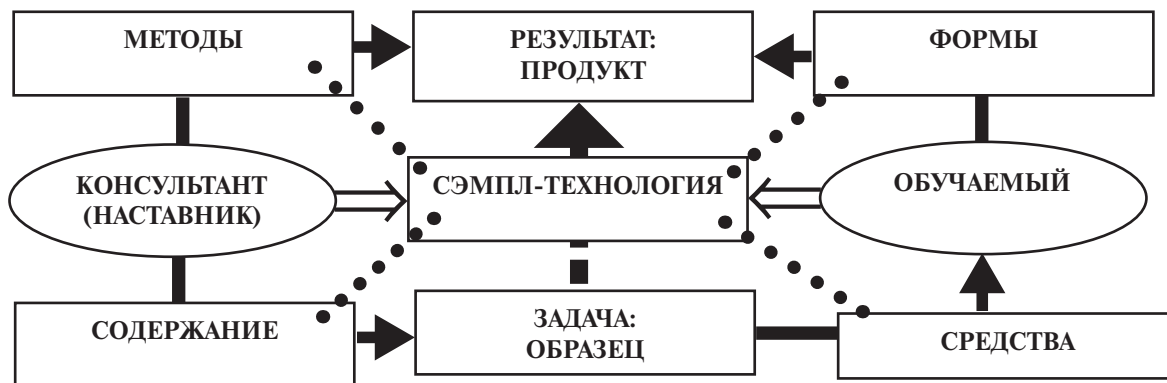 МЕТОДЫ
РЕЗУЛЬТАТ:
ПРОДУКТ
ФОРМЫ
КОНСУЛЬТАНТ
(НАСТАВНИК)
СЭМПЛ-ТЕХНОЛОГИЯ
ОБУЧАЕМЫЙ
СОДЕРЖАНИЕ
ЗАДАЧА:
ОБРАЗЕЦ
СРЕДСТВА